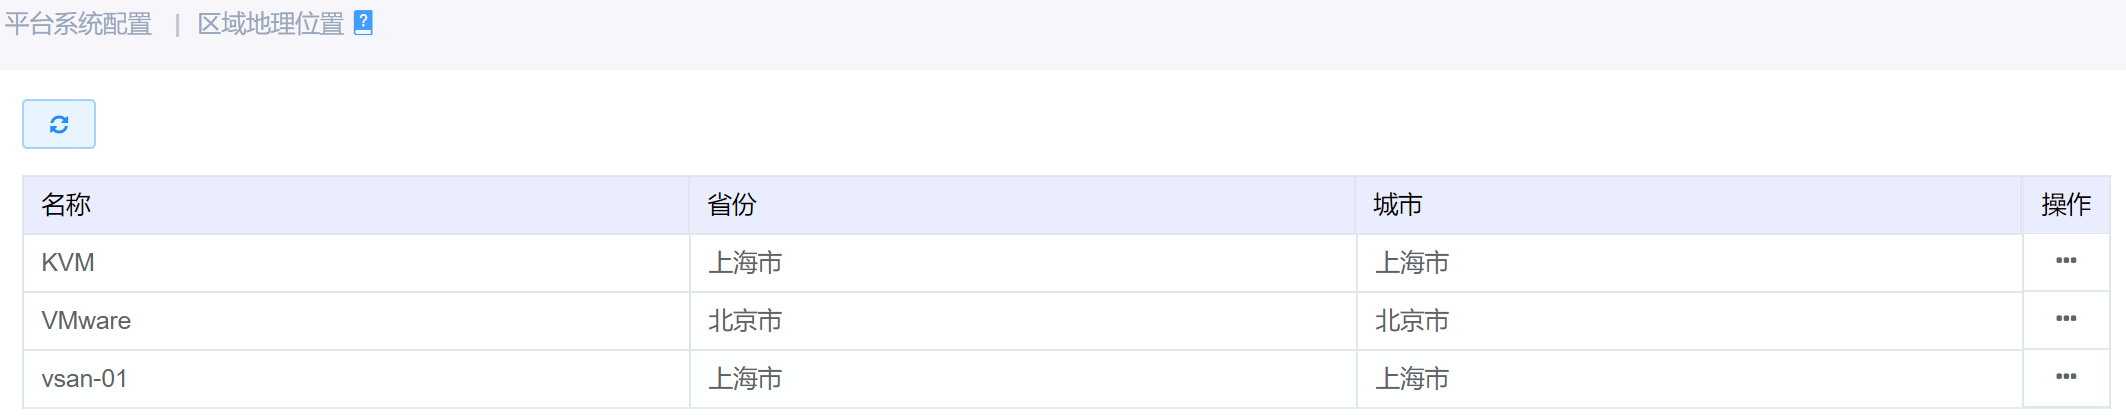 平台系统配置 | 区域地理位置 ?
名称 省份 城市 操作
KVM 上海市 上海市 •••
VMware 北京市 北京市 •••
vsan-01 上海市 上海市 •••